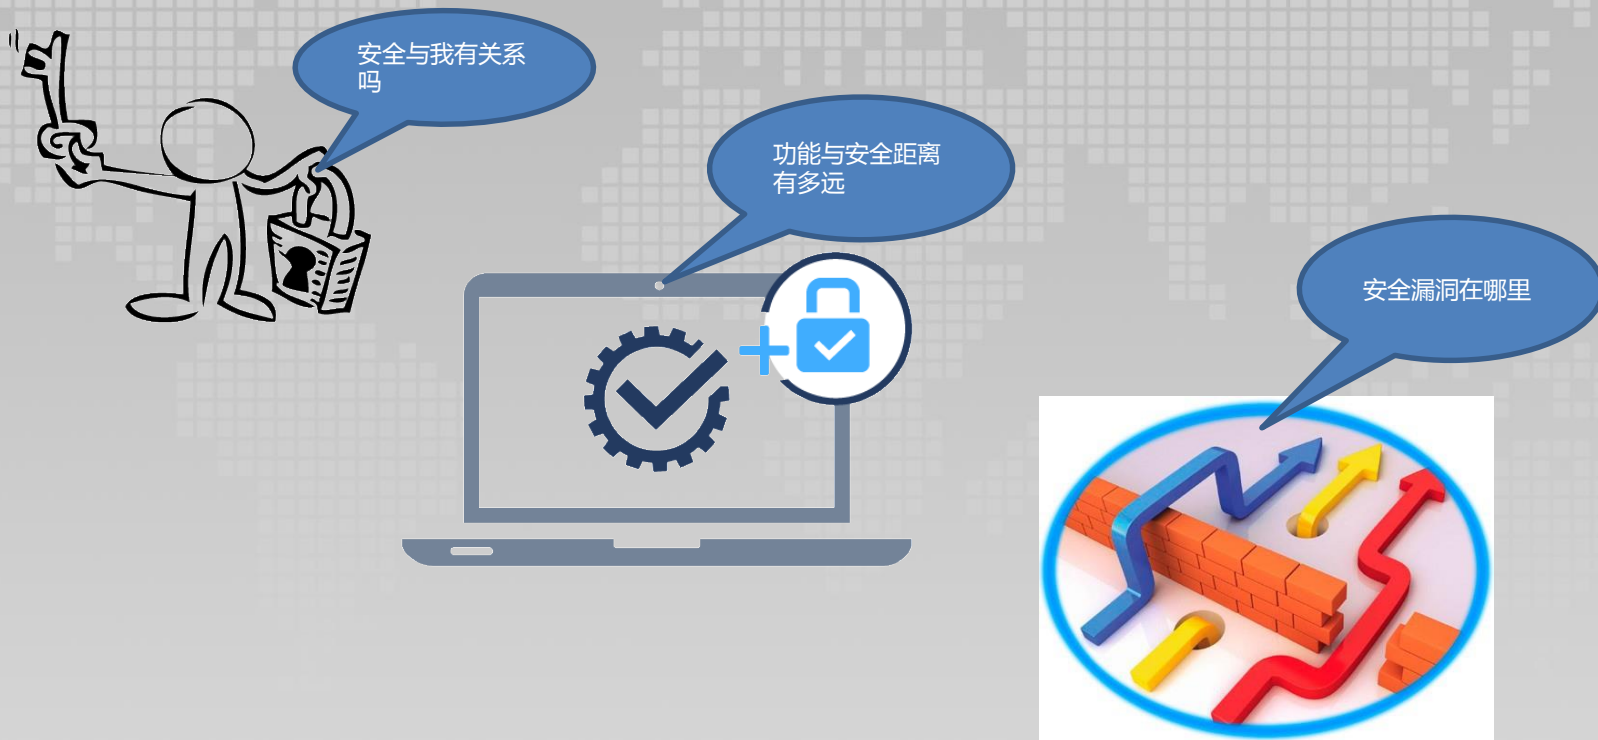 安全与我有关系
吗
功能与安全距离
有多远
安全漏洞在哪里